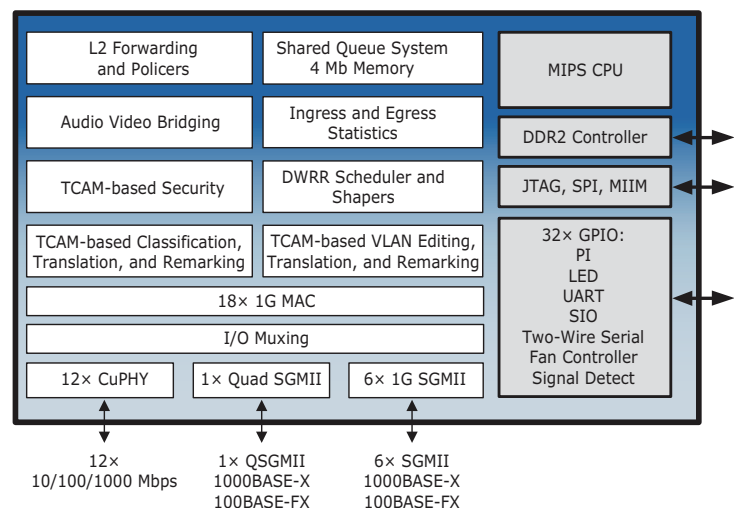 L2 Forwarding
and Policers
Shared Queue System
4 Mb Memory
MIPS CPU
Audio Video Bridging
Ingress and Egress
Statistics
DDR2 Controller
TCAM-based Security
DWRR Scheduler and
Shapers
JTAG, SPI, MIIM
TCAM-based Classification,
Translation, and Remarking
TCAM-based VLAN Editing,
Translation, and Remarking
32× GPIO:
PI
LED
UART
SIO
Two-Wire Serial
Fan Controller
Signal Detect
18× 1G MAC
I/O Muxing
12× CuPHY
1× Quad SGMII
6× 1G SGMII
12×
10/100/1000 Mbps
1× QSGMII
1000BASE-X
100BASE-FX
6× SGMII
1000BASE-X
100BASE-FX